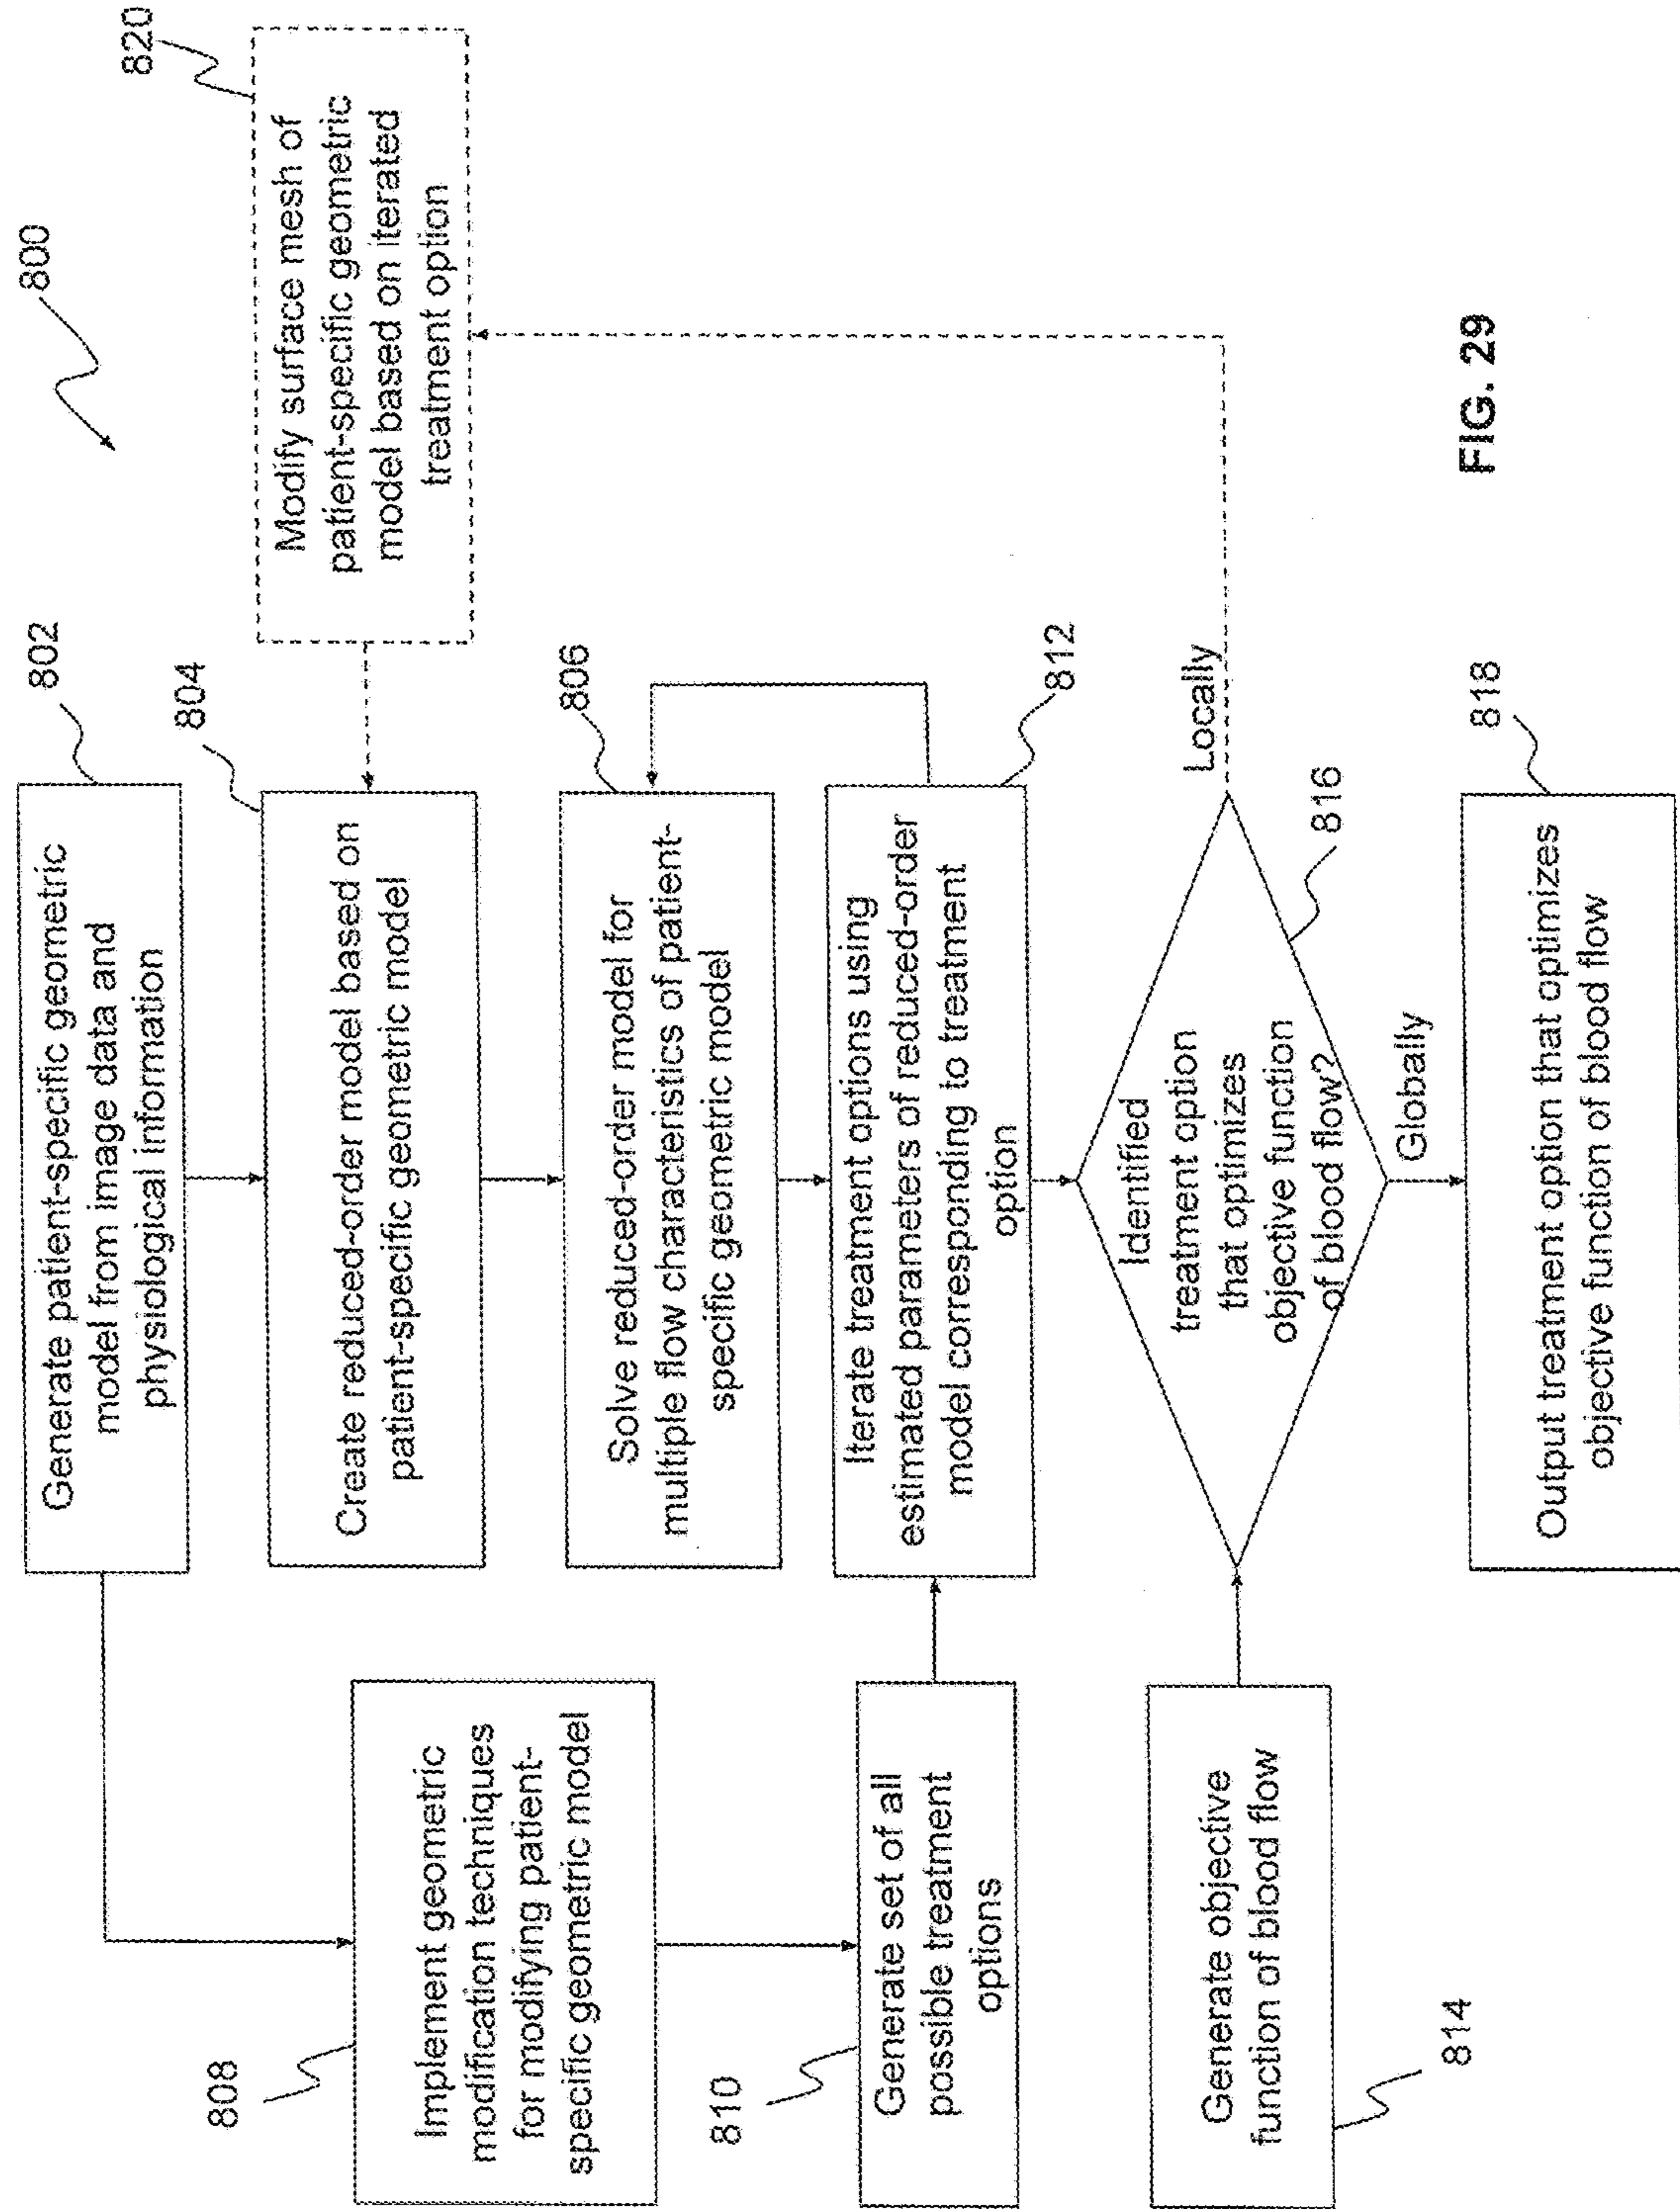 800
802
Generate patient-specific geometric
model from image data and
physiological information
804
Create reduced-order model based on
patient-specific geometric model
820
Modify surface mesh of
patient-specific geometric
model based on iterated
treatment option
806
Solve reduced-order model for
multiple flow characteristics of patient-
specific geometric model
808
Implement geometric
modification techniques
for modifying patient-
specific geometric model
810
Generate set of all
possible treatment
options
812
Iterate treatment options using
estimated parameters of reduced-order
model corresponding to treatment
option
814
Generate objective
function of blood flow
816
Identified
treatment option
that optimizes
objective function
of blood flow?
Locally
Globally
818
Output treatment option that optimizes
objective function of blood flow
FIG. 29